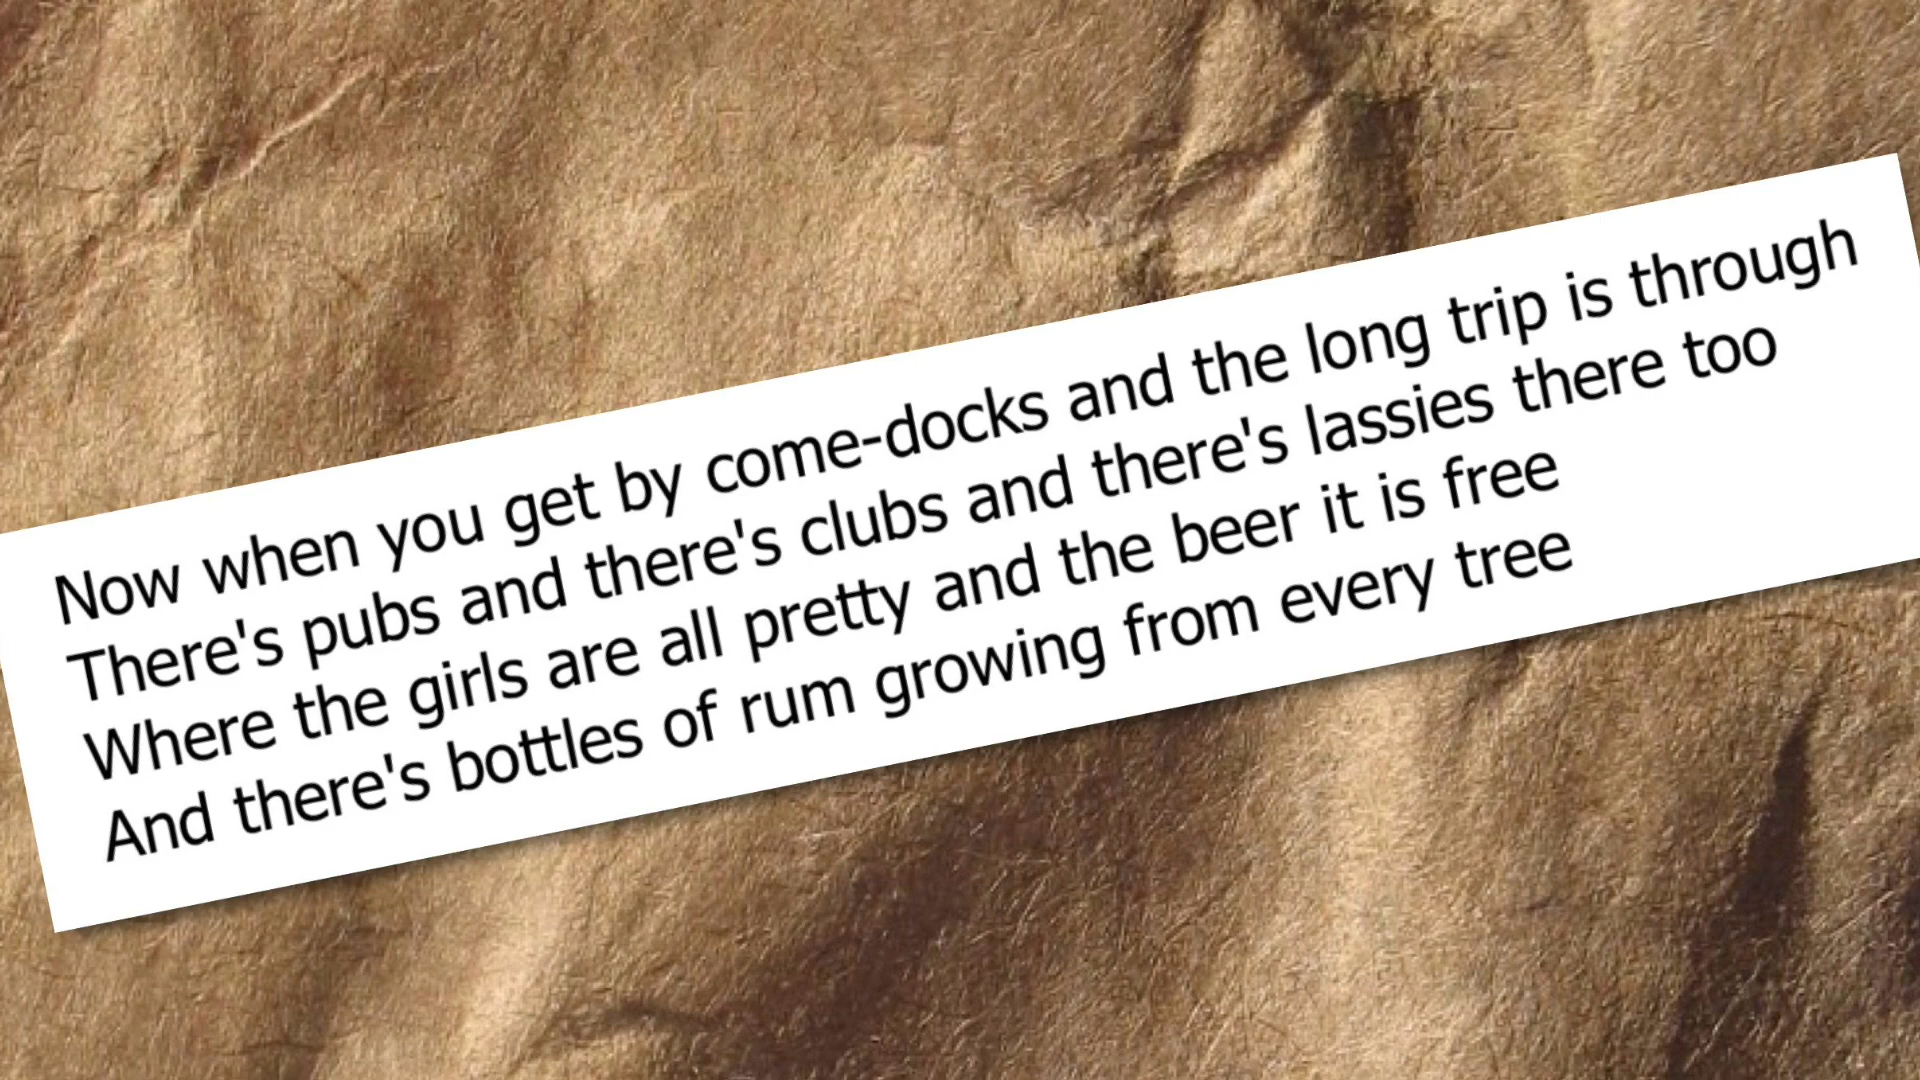 Now when you get by come-docks and the long trip is through
There's pubs and there's clubs and there's lassies there too
Where the girls are all pretty and the beer it is free
And there's bottles of rum growing from every tree